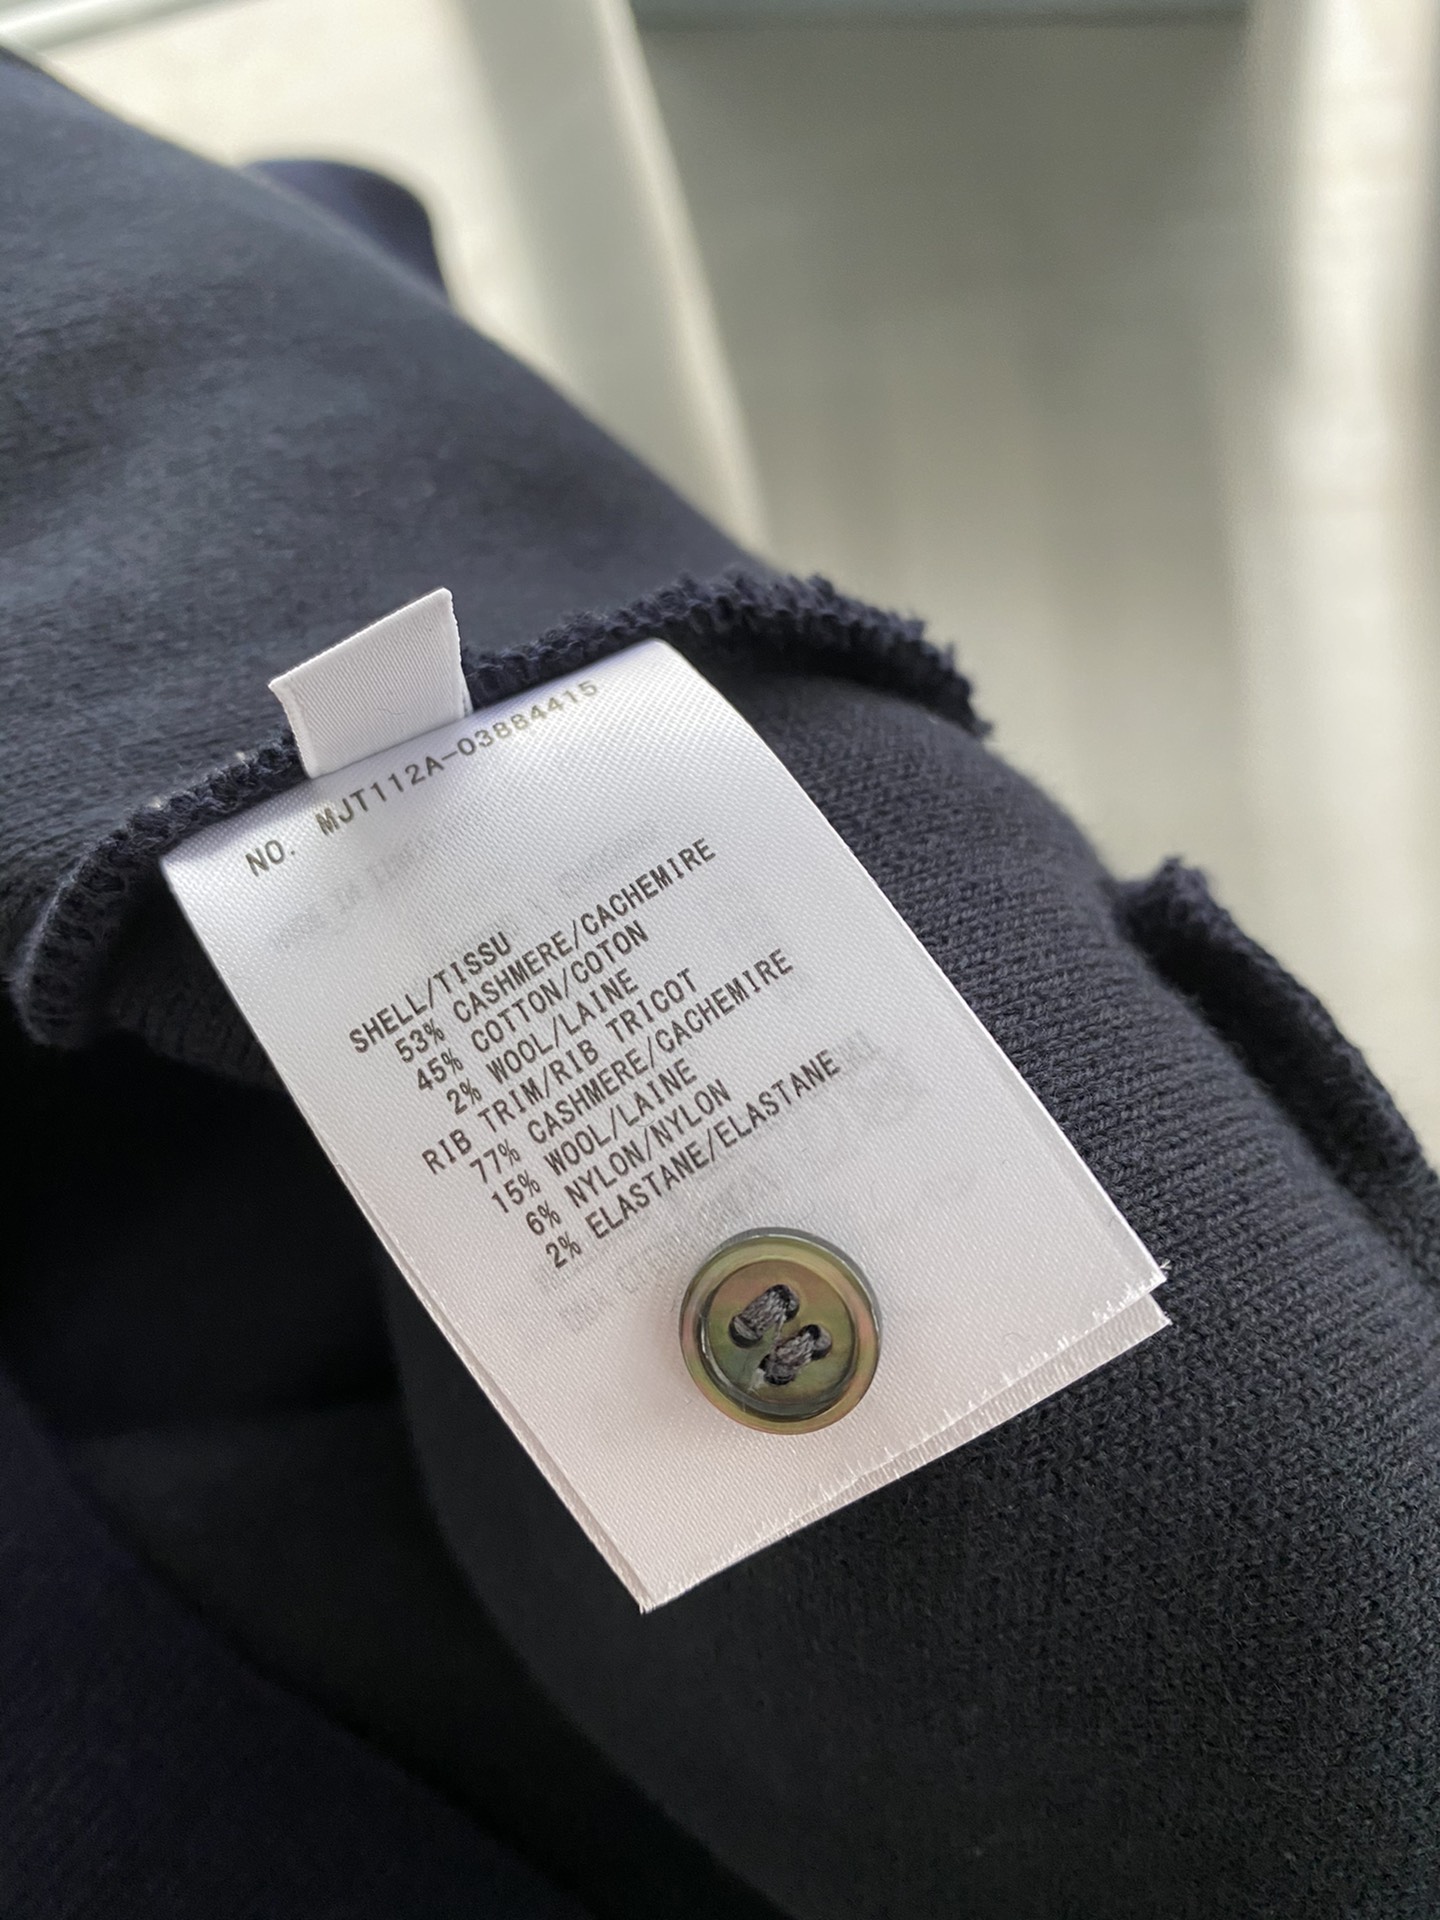 NO. MJT112A-03884415
SHELL/TISSU
53% CASHMERE/CACHEMIRE
45% COTTON/COTON
2% WOOL/LAINE
RIB TRIM/RIB TRICOT
77% CASHMERE/CACHEMIRE
15% WOOL/LAINE
6% NYLON/NYLON
2% ELASTANE/ELASTANE